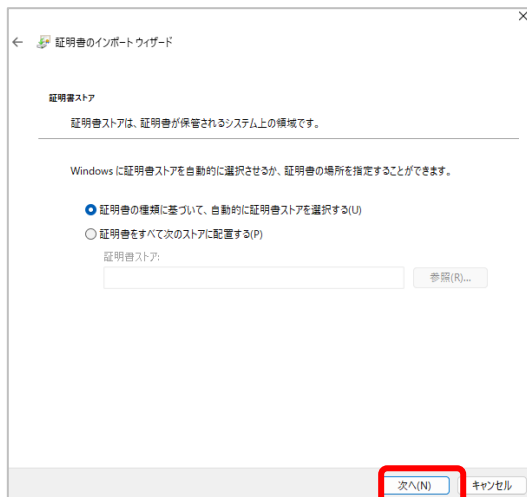 証明書のインポート ウィザード
証明書ストア
証明書ストアは、証明書が保管されるシステム上の領域です。
Windows に証明書ストアを自動的に選択させるか、証明書の場所を指定することができます。
証明書の種類に基づいて、自動的に証明書ストアを選択する(U)
証明書をすべて次のストアに配置する(P)
証明書ストア:
参照(R)...
次へ(N) キャンセル